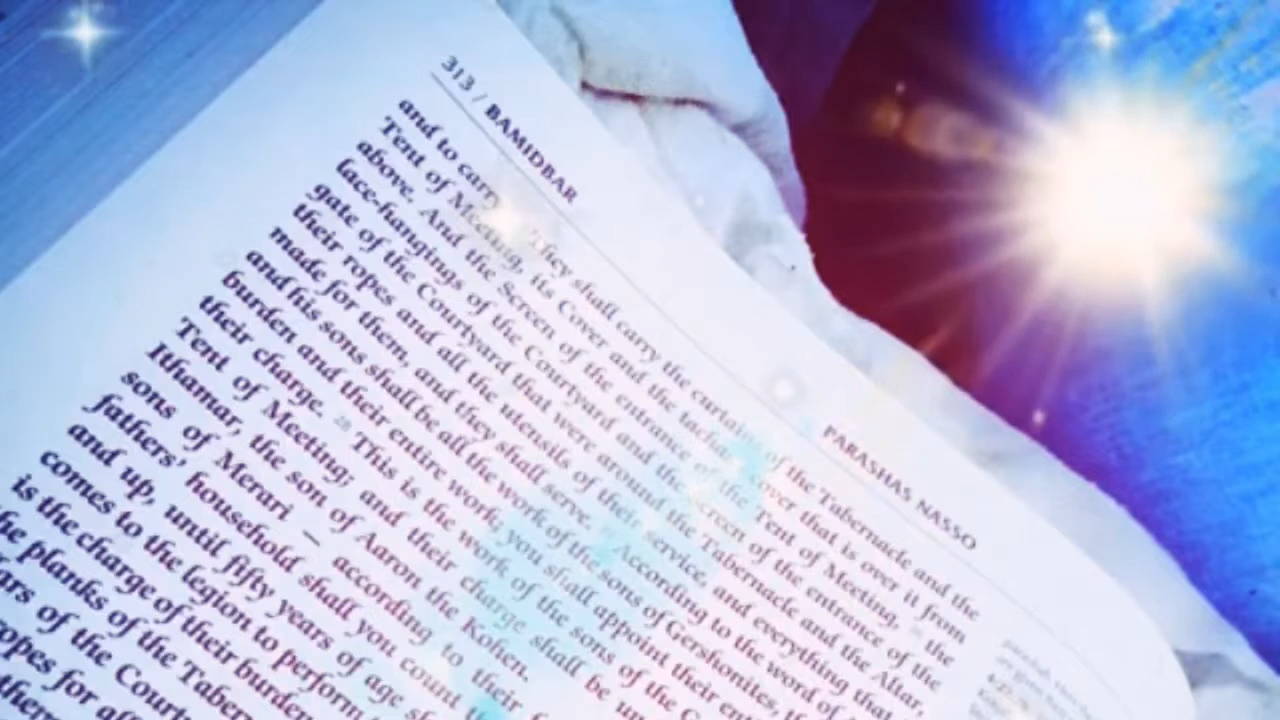 313 / BAMIDBAR PARASHAS NASSO
and to carry They shall carry the curtains of the Tabernacle and the
Tent of Meeting, its Cover and the cover that is over it from
above. And the Screen of the entrance of the Tent of Meeting, the
lace-hangings of the Courtyard and the Screen of the entrance of the
gate of the Courtyard that were around the Tabernacle and the Altar,
their ropes and all the utensils of their service, and everything that
made for them, and they shall serve. According to the word of
and his sons shall be all the work of the sons of Gershonites,
burden and their entire work; you shall appoint their
their charge. 28 This is the work of the sons of the
Tent of Meeting; and their charge shall be
Ithamar, the son of Aaron the Kohen.
sons of Merari — according to their
fathers' household shall you count
and up, until fifty years of age
comes to the legion to perform
is the charge of their burden
planks of the
of the
ropes for